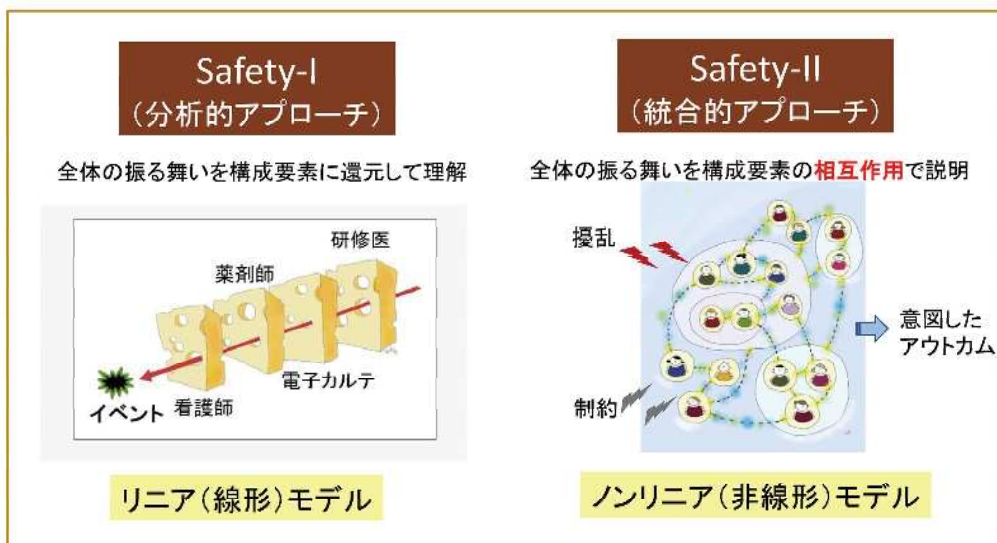 Safety-I
(分析的アプローチ)
全体の振る舞いを構成要素に還元して理解
研修医
薬剤師
電子カルテ
看護師
イベント
リニア(線形)モデル
Safety-II
(統合的アプローチ)
全体の振る舞いを構成要素の相互作用で説明
擾乱
意図した
アウトカム
制約
ノンリニア(非線形)モデル